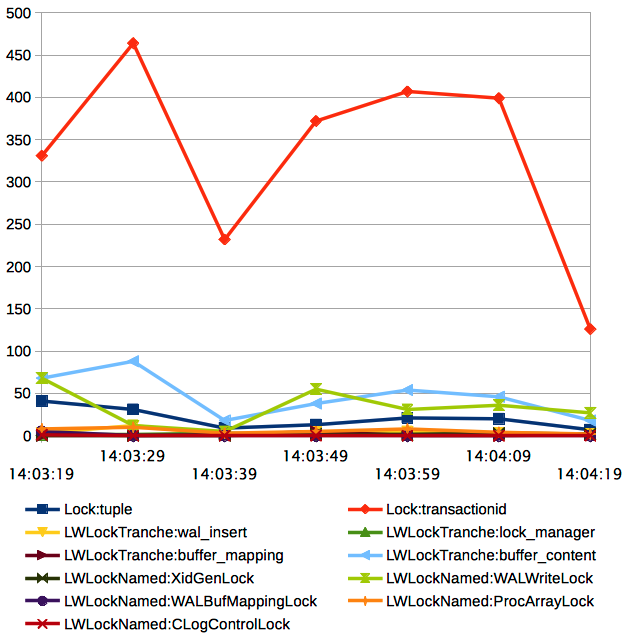 500
450
400
350
300
250
200
150
100
50
0
14:03:29 14:03:49 14:04:09
14:03:19 14:03:39 14:03:59 14:04:19
Lock:tuple Lock:transactionid
LWLockTranche:wal_insert LWLockTranche:lock_manager
LWLockTranche:buffer_mapping LWLockTranche:buffer_content
LWLockNamed:XidGenLock LWLockNamed:WALWriteLock
LWLockNamed:WALBufMappingLock LWLockNamed:ProcArrayLock
LWLockNamed:CLogControlLock